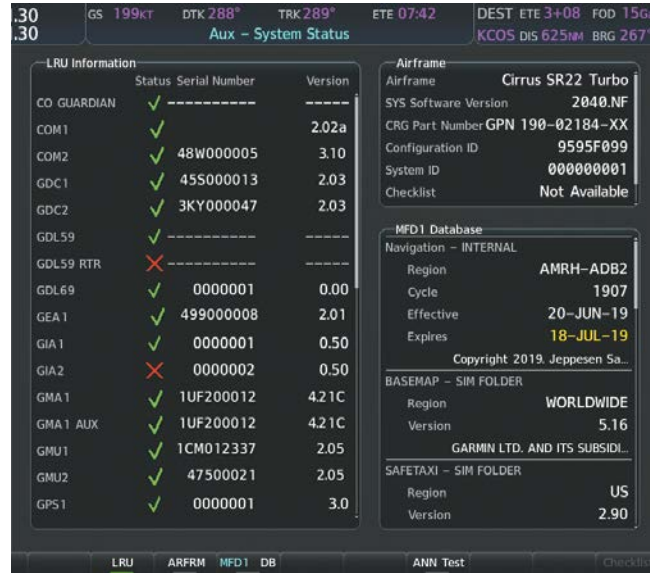 .30 GS 199KT DTK 288° TRK 289° ETE 07:42 DEST ETE 3+08 FOD 15G
.30 Aux – System Status KCOS DIS 625NM BRG 267°
LRU Information
Status Serial Number Version
CO GUARDIAN ---------- -----
COM1 2.02a
COM2 48W000005 3.10
GDC1 45S000013 2.03
GDC2 3KY000047 2.03
GDL59 ---------- -----
GDL59 RTR ---------- -----
GDL69 0000001 0.00
GEA1 499000008 2.01
GIA1 0000001 0.50
GIA2 0000002 0.50
GMA1 1UF200012 4.21C
GMA1 AUX 1UF200012 4.21C
GMU1 1CM012337 2.05
GMU2 47500021 2.05
GPS1 0000001 3.0
Airframe
Airframe Cirrus SR22 Turbo
SYS Software Version 2040.NF
CRG Part Number GPN 190-02184-XX
Configuration ID 9595F099
System ID 000000001
Checklist Not Available
MFD1 Database
Navigation – INTERNAL
Region AMRH-ADB2
Cycle 1907
Effective 20-JUN-19
Expires 18-JUL-19
Copyright 2019. Jeppesen Sa...
BASEMAP – SIM FOLDER
Region WORLDWIDE
Version 5.16
GARMIN LTD. AND ITS SUBSIDI...
SAFETAXI – SIM FOLDER
Region US
Version 2.90
LRU ARFRM MFD1 DB ANN Test Checklis